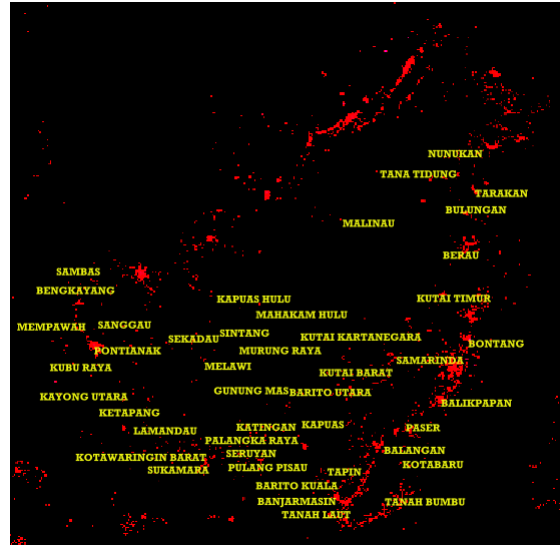 NUNUKAN
TANA TIDUNG
TARAKAN
BULUNGAN
MALINAU
BERAU
SAMBAS
BENGKAYANG
KAPUAS HULU
KUTAI TIMUR
MAHAKAM HULU
MEMPAWAH
SANGGAU
SINTANG
SEKADAU
KUTAI KARTANEGARA
BONTANG
PONTIANAK
MURUNG RAYA
SAMARINDA
KUBU RAYA
MELAWI
KUTAI BARAT
GUNUNG MAS
BARITO UTARA
KAYONG UTARA
BALIKPAPAN
KETAPANG
LAMANDAU
KATINGAN
KAPUAS
PASER
PALANGKA RAYA
BALANGAN
SERUYAN
KOTAWARINGIN BARAT
KOTABARU
SUKAMARA
PULANG PISAU
TAPIN
BARITO KUALA
BANJARMASIN
TANAH BUMBU
TANAH LAUT